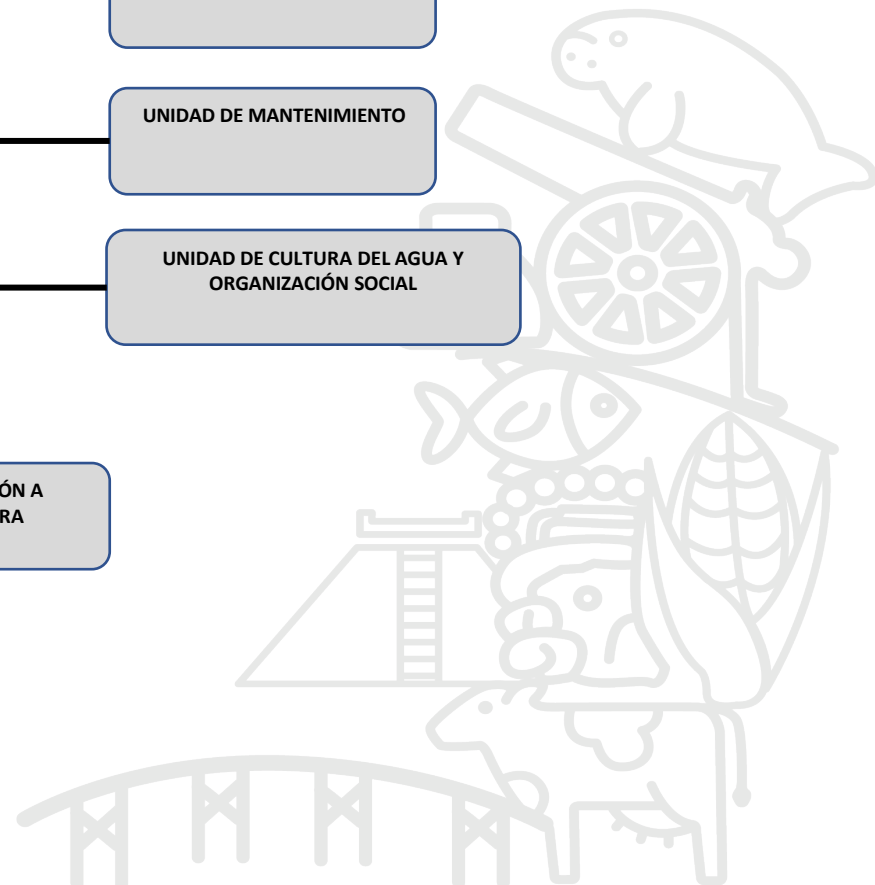 UNIDAD DE MANTENIMIENTO
UNIDAD DE CULTURA DEL AGUA Y
ORGANIZACIÓN SOCIAL
ÓN A
RA